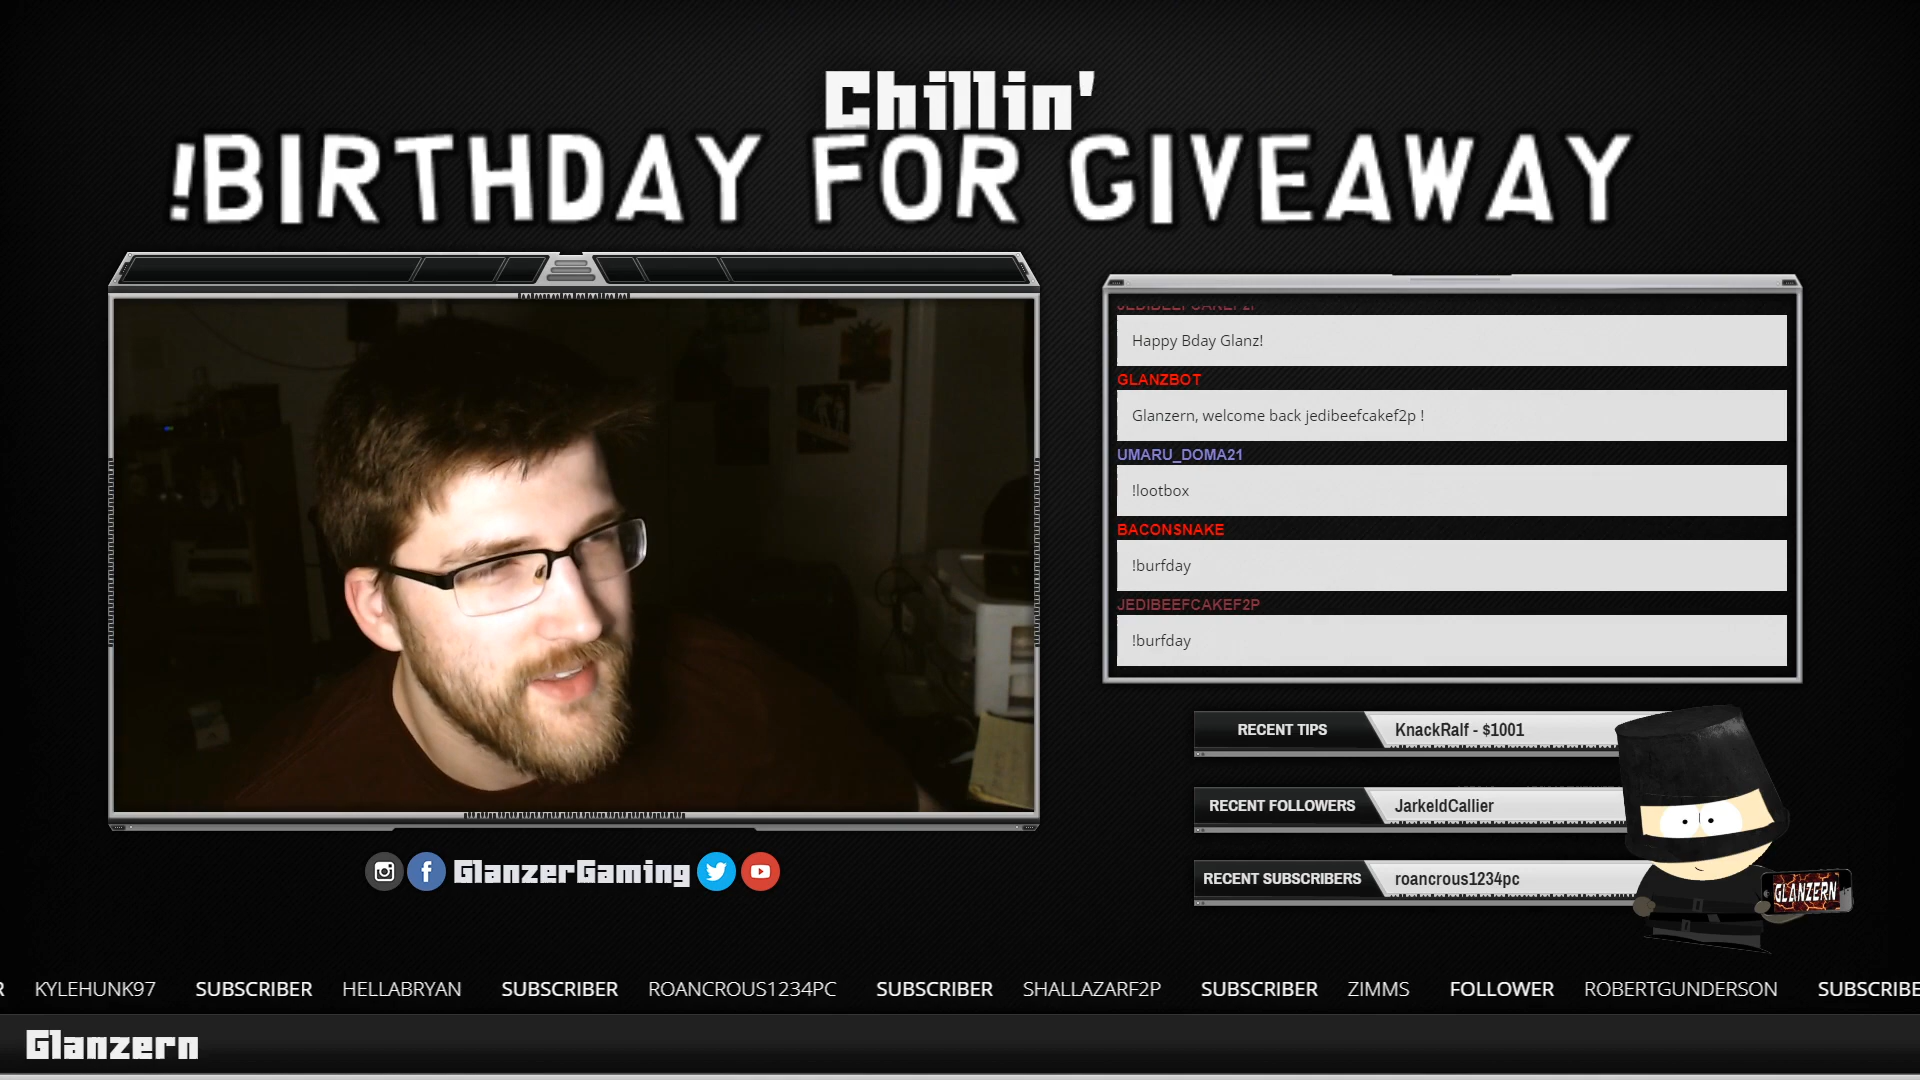 Chillin'
!BIRTHDAY FOR GIVEAWAY
JEDIBEEFCAKEF2P
Happy Bday Glanz!
GLANZBOT
Glanzern, welcome back jedibeefcakef2p !
UMARU_DOMA21
!lootbox
BACONSNAKE
!burfday
JEDIBEEFCAKEF2P
!burfday
RECENT TIPS KnackRalf - $1001
RECENT FOLLOWERS JarkeldCallier
RECENT SUBSCRIBERS roancrous1234pc
GLANZERN
GlanzerGaming
R KYLEHUNK97 SUBSCRIBER HELLABRYAN SUBSCRIBER ROANCROUS1234PC SUBSCRIBER SHALLAZARF2P SUBSCRIBER ZIMMS FOLLOWER ROBERTGUNDERSON SUBSCRIBE
Glanzern